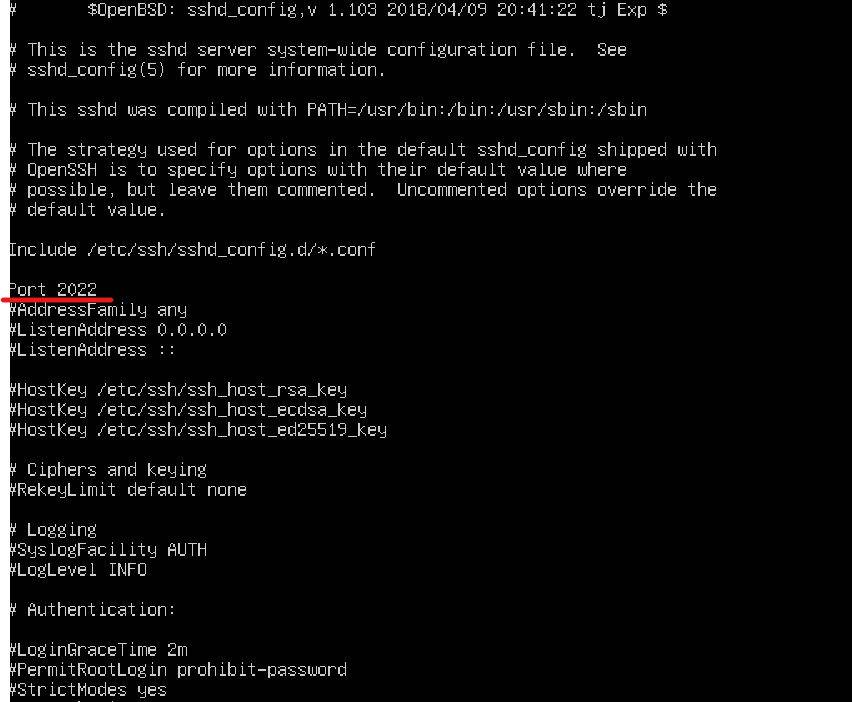 #       $OpenBSD: sshd_config,v 1.103 2018/04/09 20:41:22 tj Exp $
# This is the sshd server system-wide configuration file.  See
# sshd_config(5) for more information.
# This sshd was compiled with PATH=/usr/bin:/bin:/usr/sbin:/sbin
# The strategy used for options in the default sshd_config shipped with
# OpenSSH is to specify options with their default value where
# possible, but leave them commented.  Uncommented options override the
# default value.
Include /etc/ssh/sshd_config.d/*.conf
Port 2022
#AddressFamily any
#ListenAddress 0.0.0.0
#ListenAddress ::
#HostKey /etc/ssh/ssh_host_rsa_key
#HostKey /etc/ssh/ssh_host_ecdsa_key
#HostKey /etc/ssh/ssh_host_ed25519_key
# Ciphers and keying
#RekeyLimit default none
# Logging
#SyslogFacility AUTH
#LogLevel INFO
# Authentication:
#LoginGraceTime 2m
#PermitRootLogin prohibit-password
#StrictModes yes